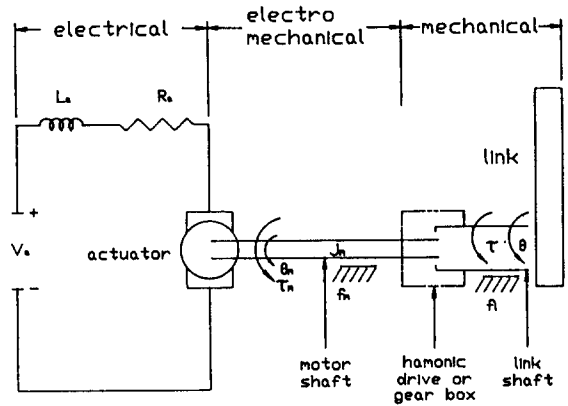 electrical
electro
mechanical
mechanical
La
Ra
link
+
Va
-
actuator
θm
τm
Jm
fm
τ
θ
fl
motor
shaft
hamonic
drive or
gear box
link
shaft